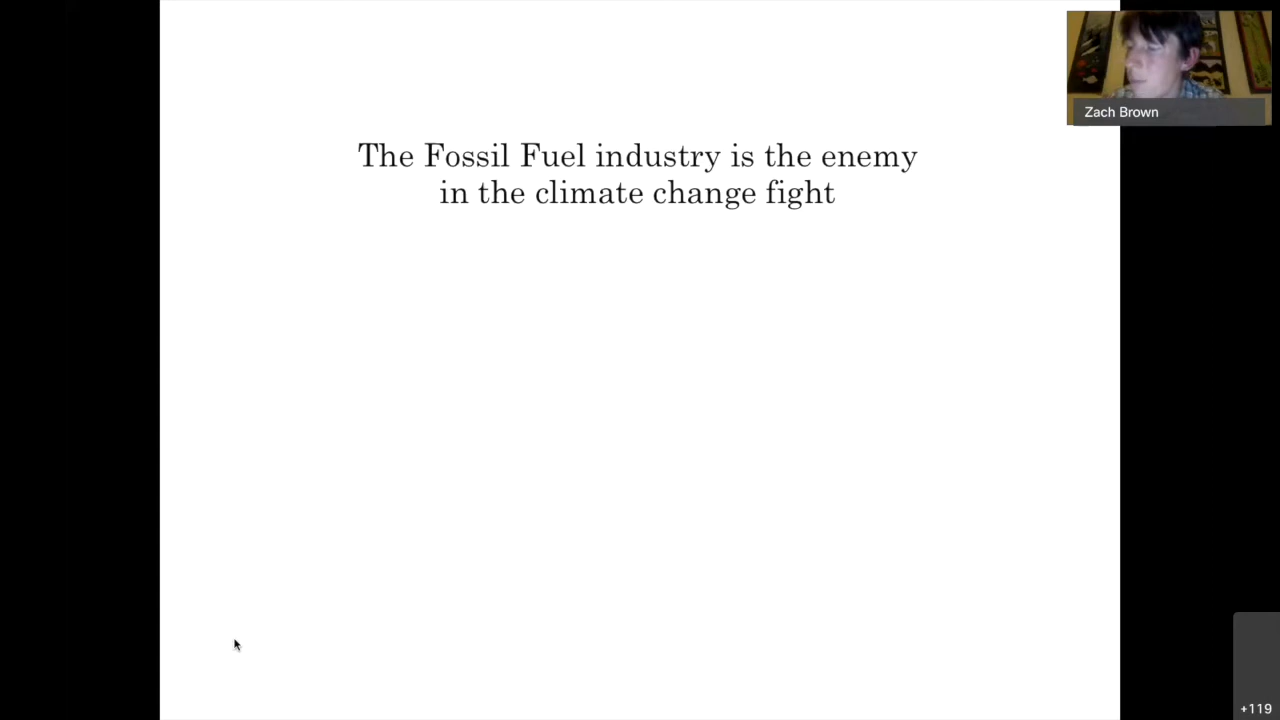 Zach Brown
The Fossil Fuel industry is the enemy
in the climate change fight
+119